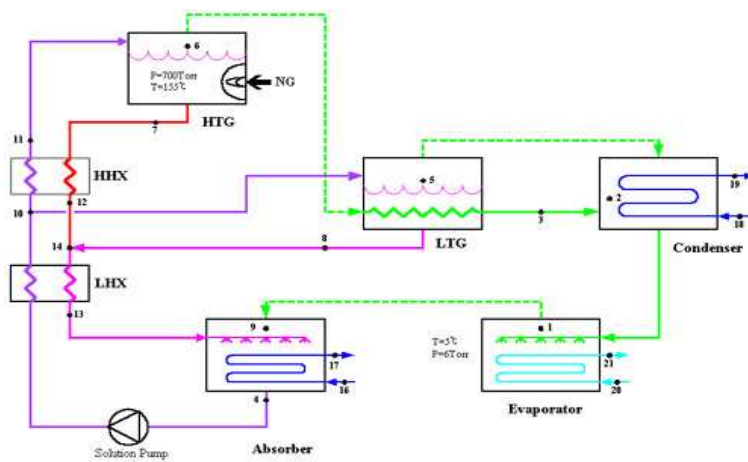 6
P=700Torr
T=155℃
NG
11
7
HTG
HHX
12
10
5
2
19
18
3
8
14
LTG
Condenser
LHX
13
9
1
T=5℃
P=6Torr
17
16
21
20
4
Absorber
Evaporator
Solution Pump